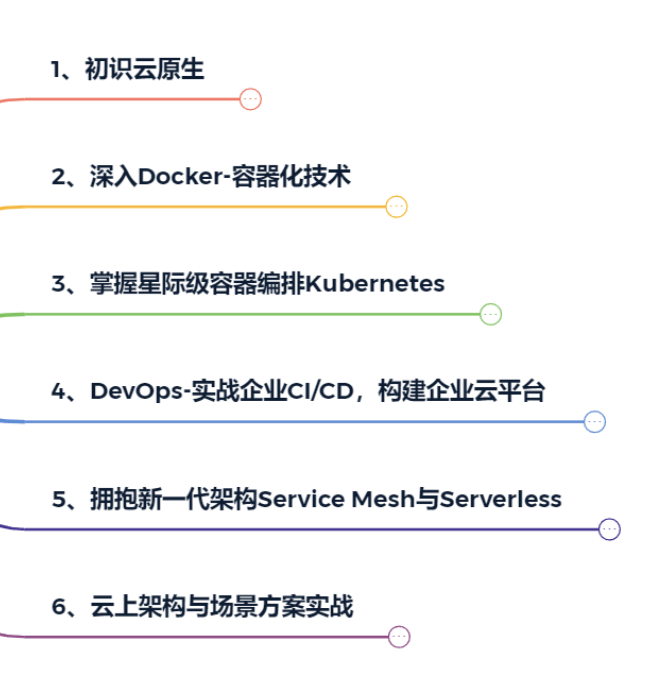 1、初识云原生
2、深入Docker-容器化技术
3、掌握星际级容器编排Kubernetes
4、DevOps-实战企业CI/CD，构建企业云平台
5、拥抱新一代架构Service Mesh与Serverless
6、云上架构与场景方案实战